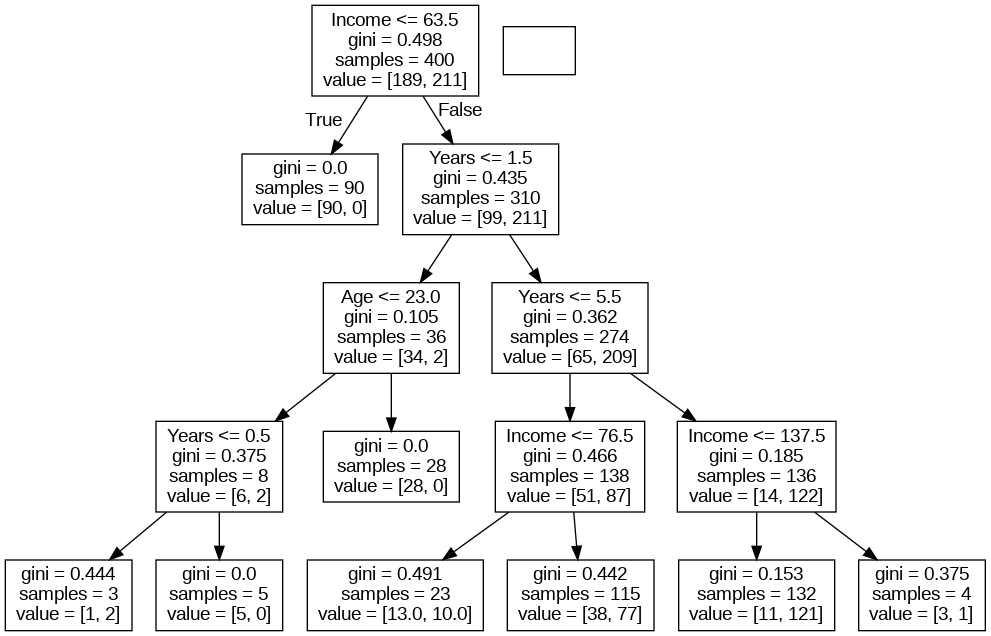 Income <= 63.5
gini = 0.498
samples = 400
value = [189, 211]
True
False
gini = 0.0
samples = 90
value = [90, 0]
Years <= 1.5
gini = 0.435
samples = 310
value = [99, 211]
Age <= 23.0
gini = 0.105
samples = 36
value = [34, 2]
Years <= 5.5
gini = 0.362
samples = 274
value = [65, 209]
Years <= 0.5
gini = 0.375
samples = 8
value = [6, 2]
gini = 0.0
samples = 28
value = [28, 0]
Income <= 76.5
gini = 0.466
samples = 138
value = [51, 87]
Income <= 137.5
gini = 0.185
samples = 136
value = [14, 122]
gini = 0.444
samples = 3
value = [1, 2]
gini = 0.0
samples = 5
value = [5, 0]
gini = 0.491
samples = 23
value = [13.0, 10.0]
gini = 0.442
samples = 115
value = [38, 77]
gini = 0.153
samples = 132
value = [11, 121]
gini = 0.375
samples = 4
value = [3, 1]